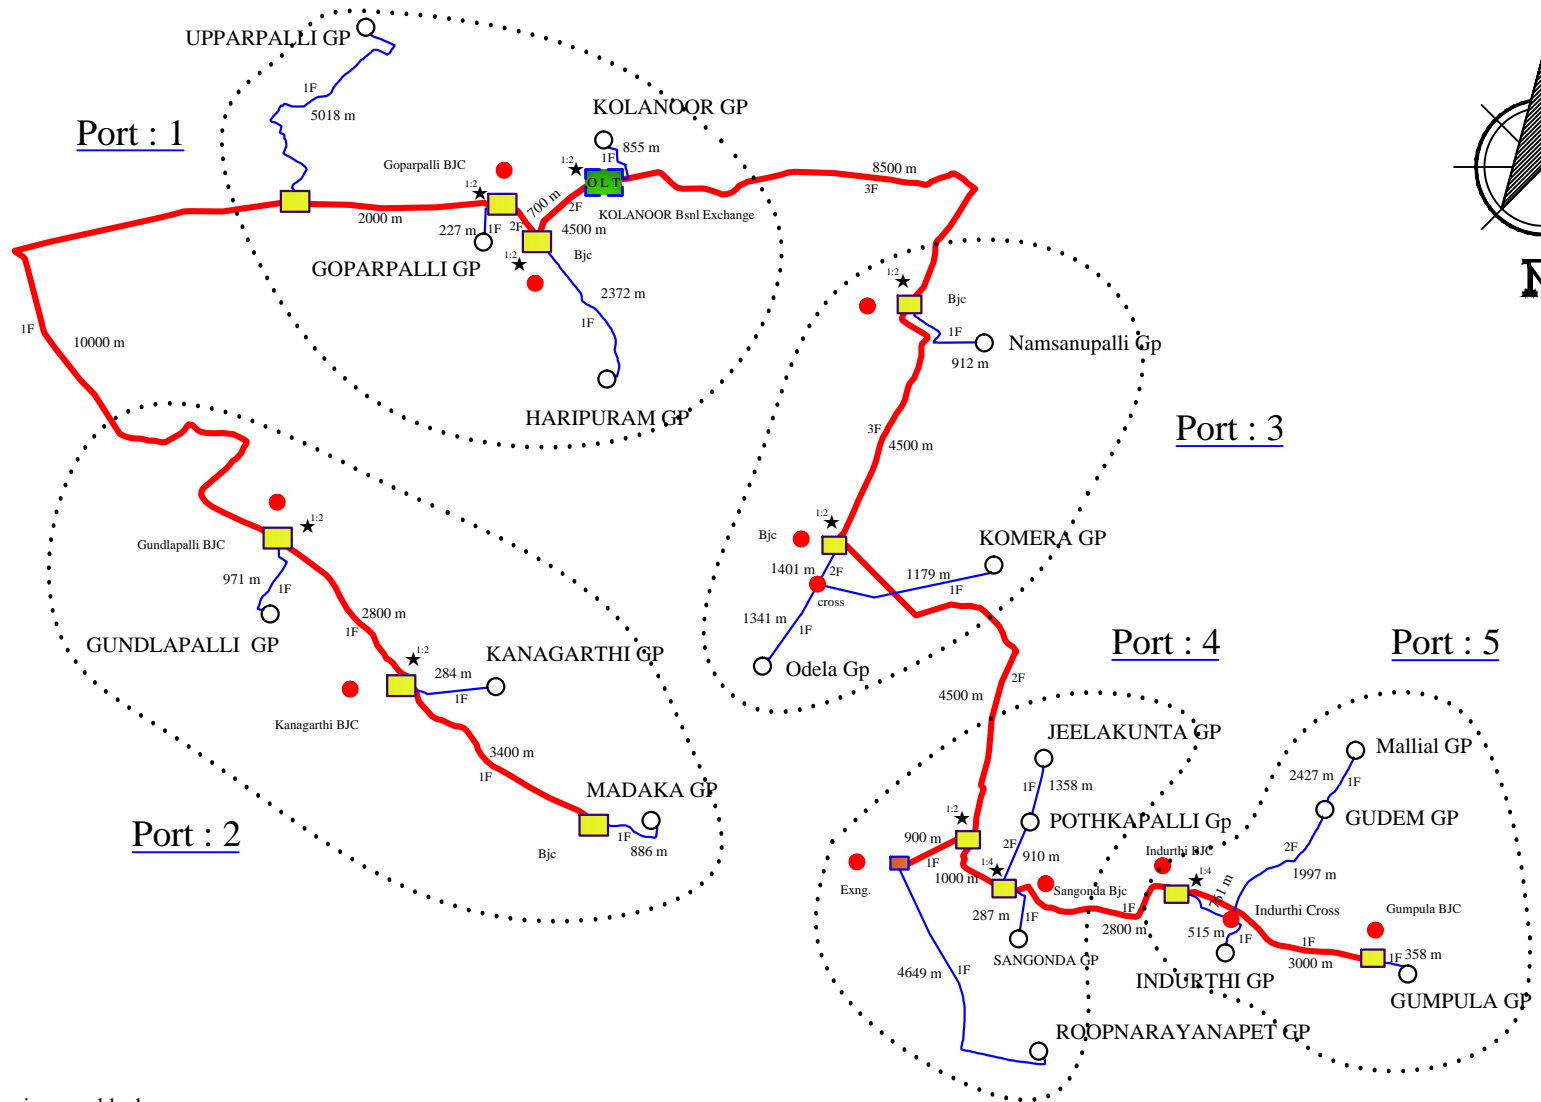 UPPARPALLI GP
1F
5018 m
Port : 1
KOLANOOR GP
855 m
1F
1:2
Goparpalli BJC
1:2
O L T
KOLANOOR Bsnl Exchange
700 m
2F
4500 m
2000 m
227 m
1F
2F
GOPARPALLI GP
1:2
Bjc
2372 m
1F
HARIPURAM GP
8500 m
3F
1F
10000 m
1:2
Bjc
1F
912 m
Namsanupalli Gp
3F
4500 m
Port : 3
1:2
Bjc
1401 m
2F
cross
KOMERA GP
1179 m
1F
1341 m
1F
Odela Gp
1:2
Gundlapalli BJC
971 m
1F
GUNDLAPALLI GP
2800 m
1F
1:2
284 m
1F
KANAGARTHI GP
Kanagarthi BJC
3400 m
1F
MADAKA GP
1F
886 m
Bjc
Port : 2
Port : 4
Port : 5
4500 m
2F
JEELAKUNTA GP
1F
1358 m
POTHKAPALLI Gp
2F
910 m
1:2
900 m
1F
Exng.
1000 m
1:4
Sangonda Bjc
287 m
1F
SANGONDA GP
4649 m
1F
ROOPNARAYANAPET GP
1F
2800 m
Indurthi BJC
1:4
751 m
Indurthi Cross
515 m
1F
INDURTHI GP
Mallial GP
2427 m
1F
GUDEM GP
2F
1997 m
1F
3000 m
Gumpula BJC
1F
358 m
GUMPULA GP